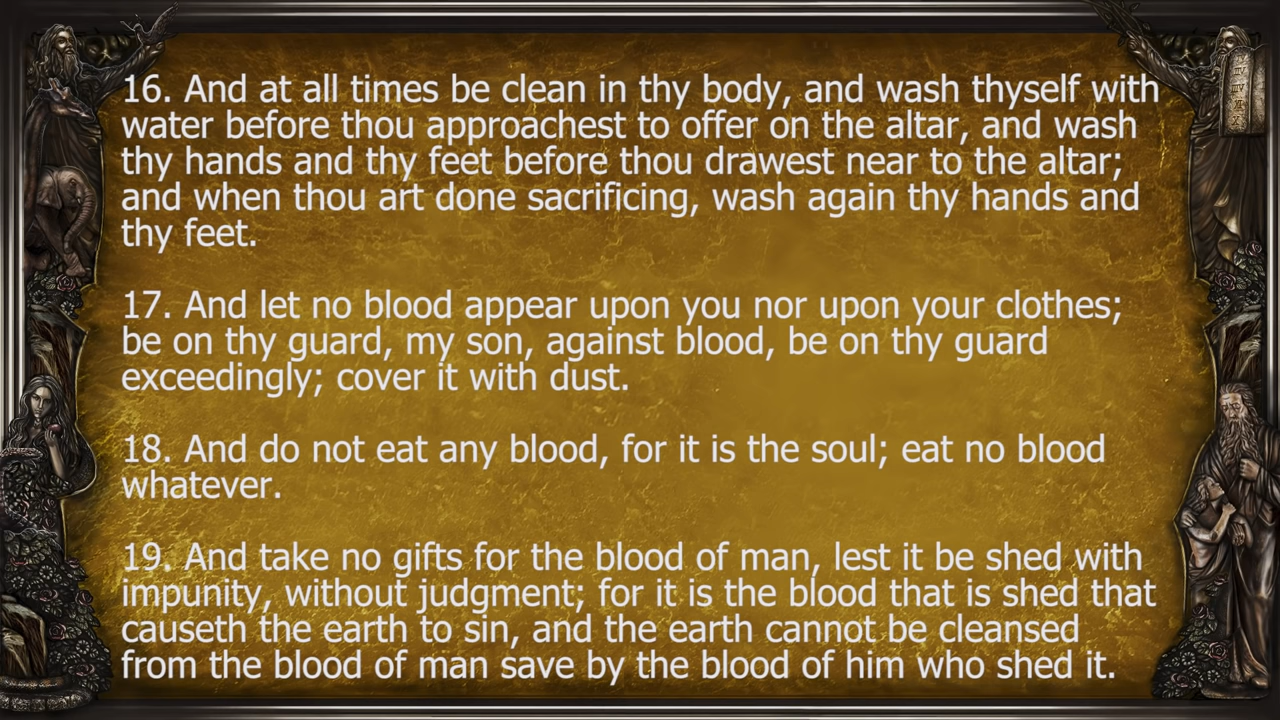 16. And at all times be clean in thy body, and wash thyself with
water before thou approachest to offer on the altar, and wash
thy hands and thy feet before thou drawest near to the altar;
and when thou art done sacrificing, wash again thy hands and
thy feet.
17. And let no blood appear upon you nor upon your clothes;
be on thy guard, my son, against blood, be on thy guard
exceedingly; cover it with dust.
18. And do not eat any blood, for it is the soul; eat no blood
whatever.
19. And take no gifts for the blood of man, lest it be shed with
impunity, without judgment; for it is the blood that is shed that
causeth the earth to sin, and the earth cannot be cleansed
from the blood of man save by the blood of him who shed it.